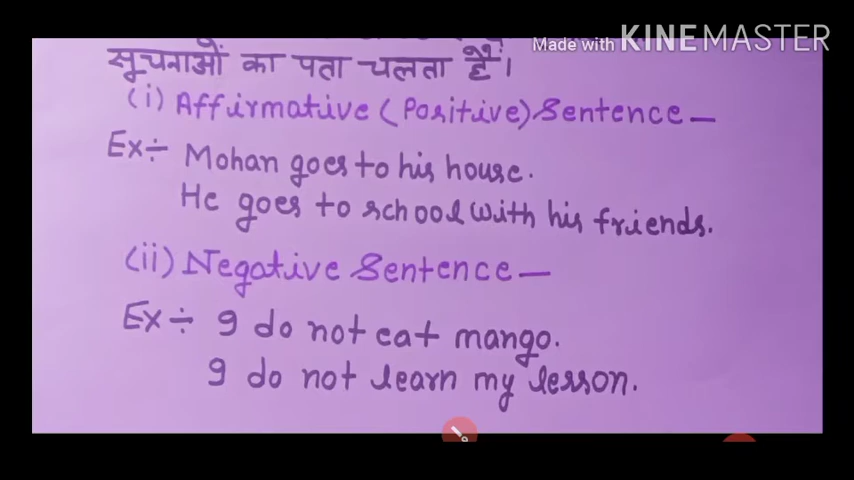 Made with KINEMASTER
सूचनाओं का पता चलता है।
(i) Affirmative (Positive) Sentence —
Ex÷ Mohan goes to his house.
He goes to school with his friends.
(ii) Negative Sentence —
Ex÷ I do not eat mango.
I do not learn my lesson.